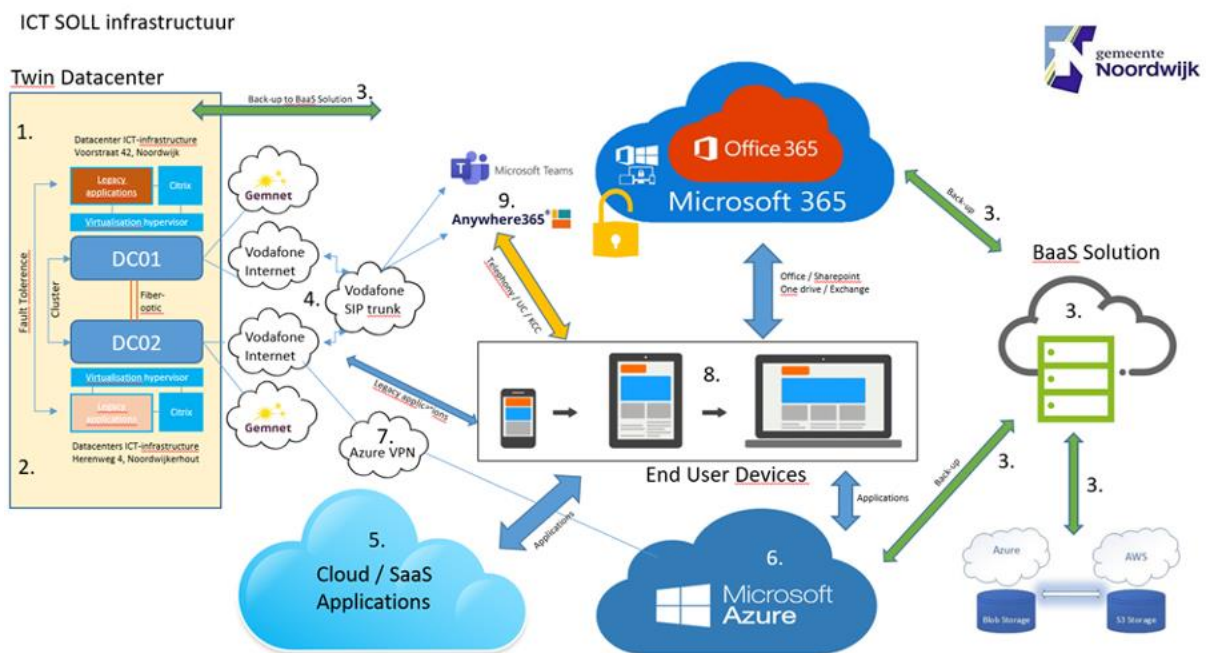 ICT SOLL infrastructuur
gemeente
Noordwijk
Twin Datacenter
Back-up to BaaS Solution
3.
1.
Datacenter ICT-infrastructure
Voorstraat 42, Noordwijk
Legacy
applications
Citrix
Virtualisation hypervisor
DC01
Fault Tolerence
Cluster
Fiber-
optic
DC02
Virtualisation hypervisor
Legacy
applications
Citrix
Datacenters ICT-infrastructure
Herenweg 4, Noordwijkerhout
2.
Gemnet
Vodafone
Internet
4.
Vodafone
SIP trunk
Vodafone
Internet
Gemnet
Microsoft Teams
9.
Anywhere365
Telephony / UC / KCC
Legacy applications
7.
Azure VPN
Office 365
Microsoft 365
Office / Sharepoint
One drive / Exchange
Back-up
3.
BaaS Solution
3.
8.
End User Devices
Applications
Applications
5.
Cloud / SaaS
Applications
6.
Microsoft
Azure
Back-up
3.
3.
Azure
AWS
Blob Storage
S3 Storage